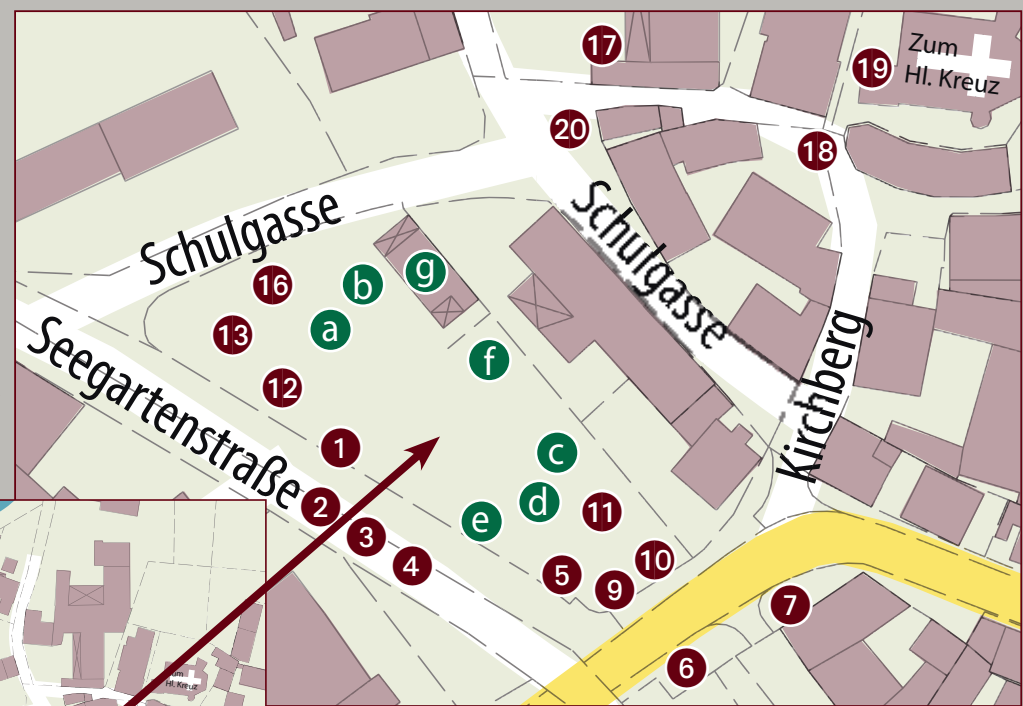 17
Zum
19
Hl. Kreuz
20
18
Schulgasse
Schulgasse
16
b
g
13
a
f
12
Seegartenstraße
Kirchberg
1
c
2
d
11
e
3
4
5
10
9
7
6
Zum
Hl. Kreuz